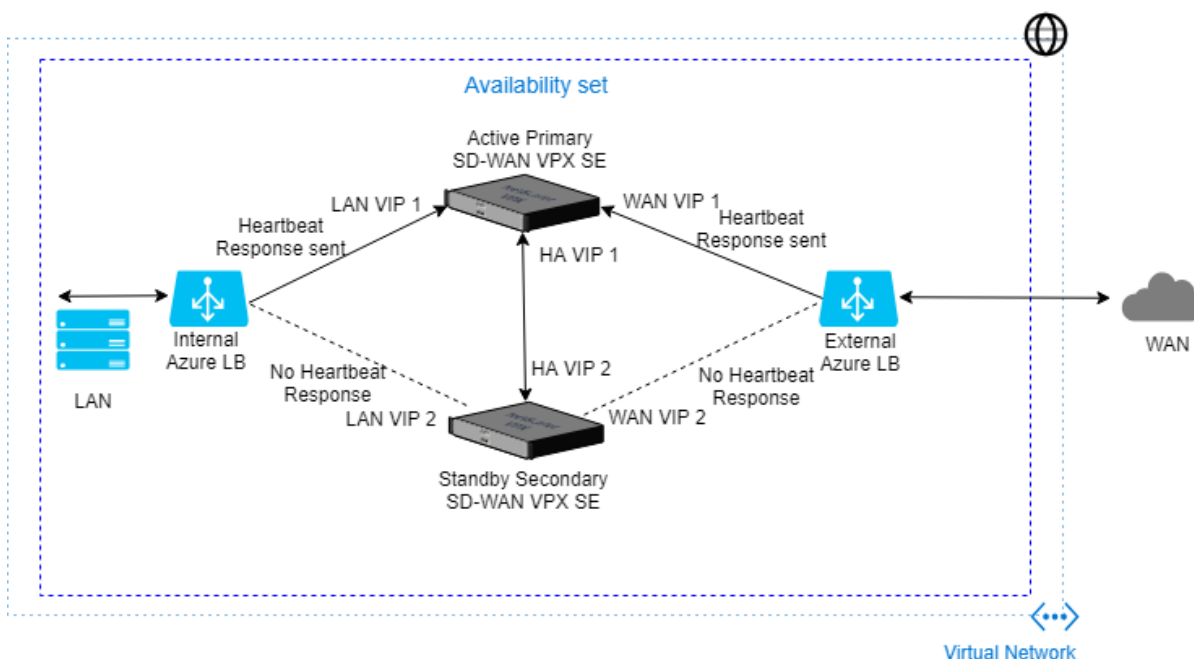 Availability set
Active Primary
SD-WAN VPX SE
LAN VIP 1
WAN VIP 1
Heartbeat
Response sent
Heartbeat
Response sent
HA VIP 1
Internal
Azure LB
External
Azure LB
WAN
LAN
No Heartbeat
Response
HA VIP 2
No Heartbeat
Response
LAN VIP 2
WAN VIP 2
Standby Secondary
SD-WAN VPX SE
Virtual Network